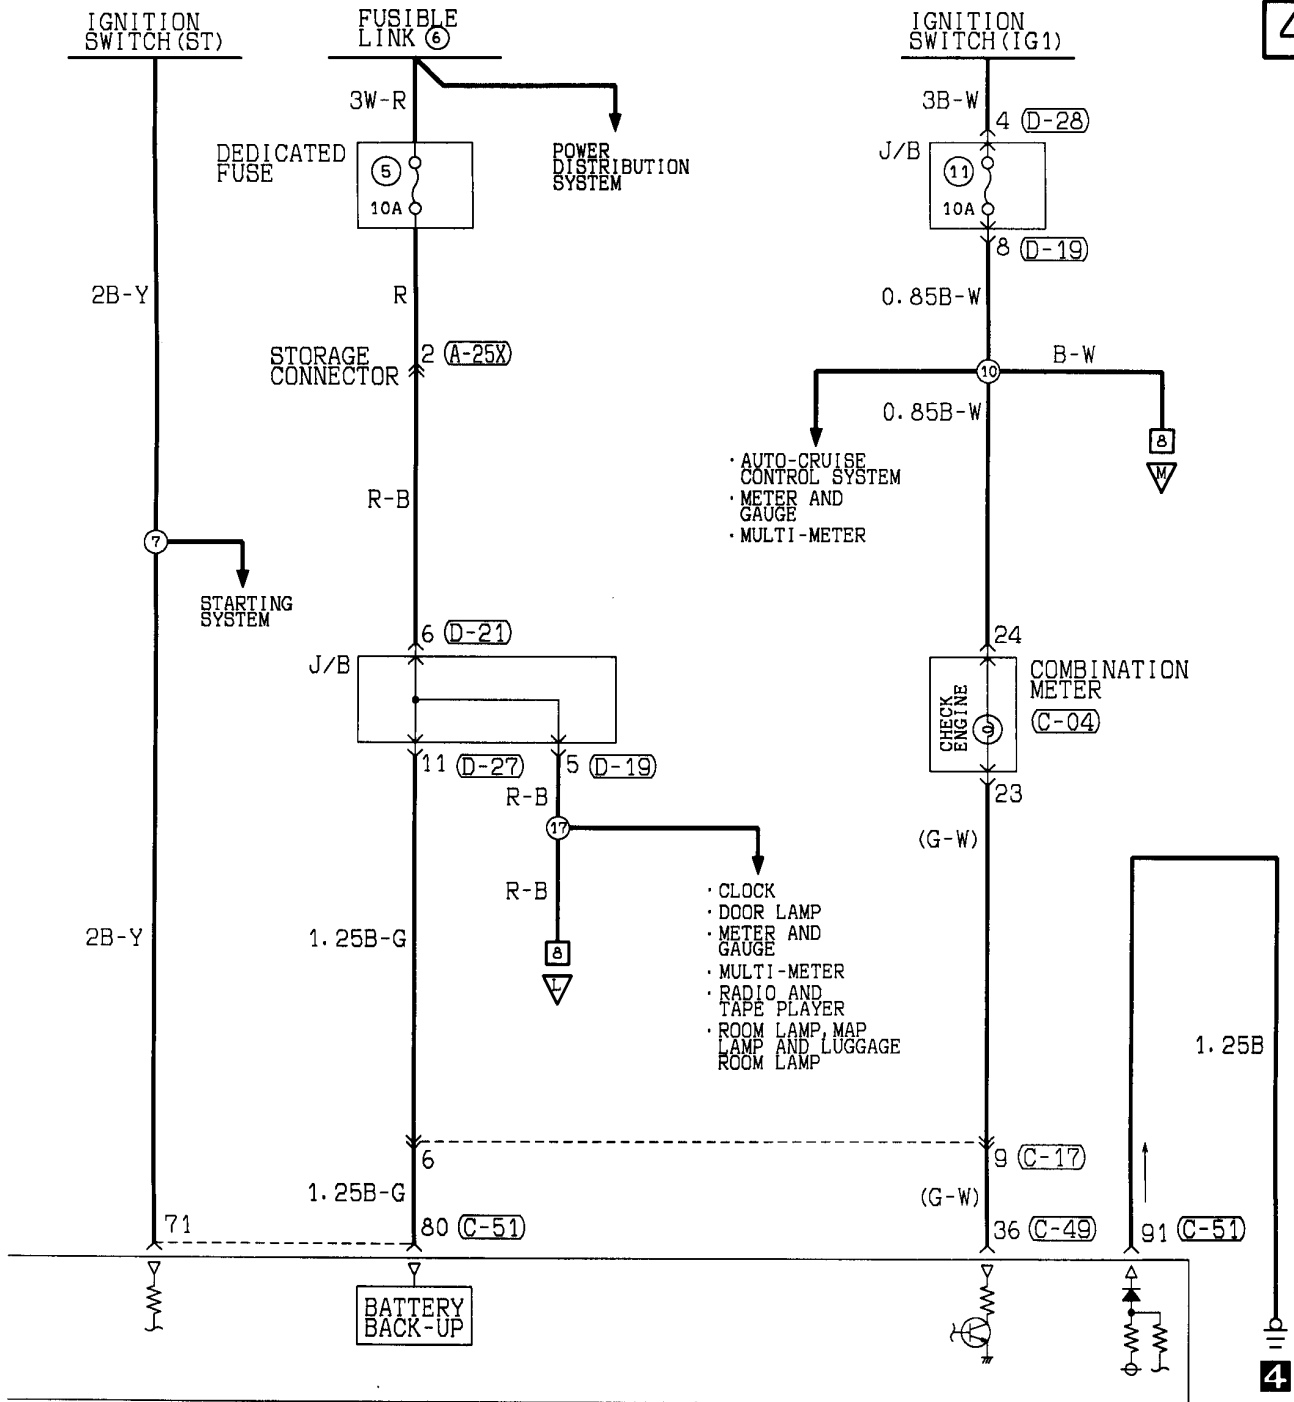 IGNITION
SWITCH(ST)
FUSIBLE
LINK 6
IGNITION
SWITCH(IG1)
4
3W-R
3B-W
4 D-28
DEDICATED
FUSE
5
10A
POWER
DISTRIBUTION
SYSTEM
J/B
11
10A
8 D-19
2B-Y
R
0.85B-W
STORAGE
CONNECTOR
2 A-25X
10
B-W
0.85B-W
8
M
· AUTO-CRUISE
CONTROL SYSTEM
· METER AND
GAUGE
· MULTI-METER
R-B
7
STARTING
SYSTEM
6 D-21
J/B
24
CHECK
ENGINE
COMBINATION
METER
C-04
11 D-27
5 D-19
23
R-B
17
(G-W)
R-B
· CLOCK
· DOOR LAMP
· METER AND
GAUGE
· MULTI-METER
· RADIO AND
TAPE PLAYER
· ROOM LAMP, MAP
LAMP AND LUGGAGE
ROOM LAMP
2B-Y
1.25B-G
8
L
1.25B
6
9 C-17
1.25B-G
(G-W)
71
80 C-51
36 C-49
91 C-51
BATTERY
BACK-UP
4